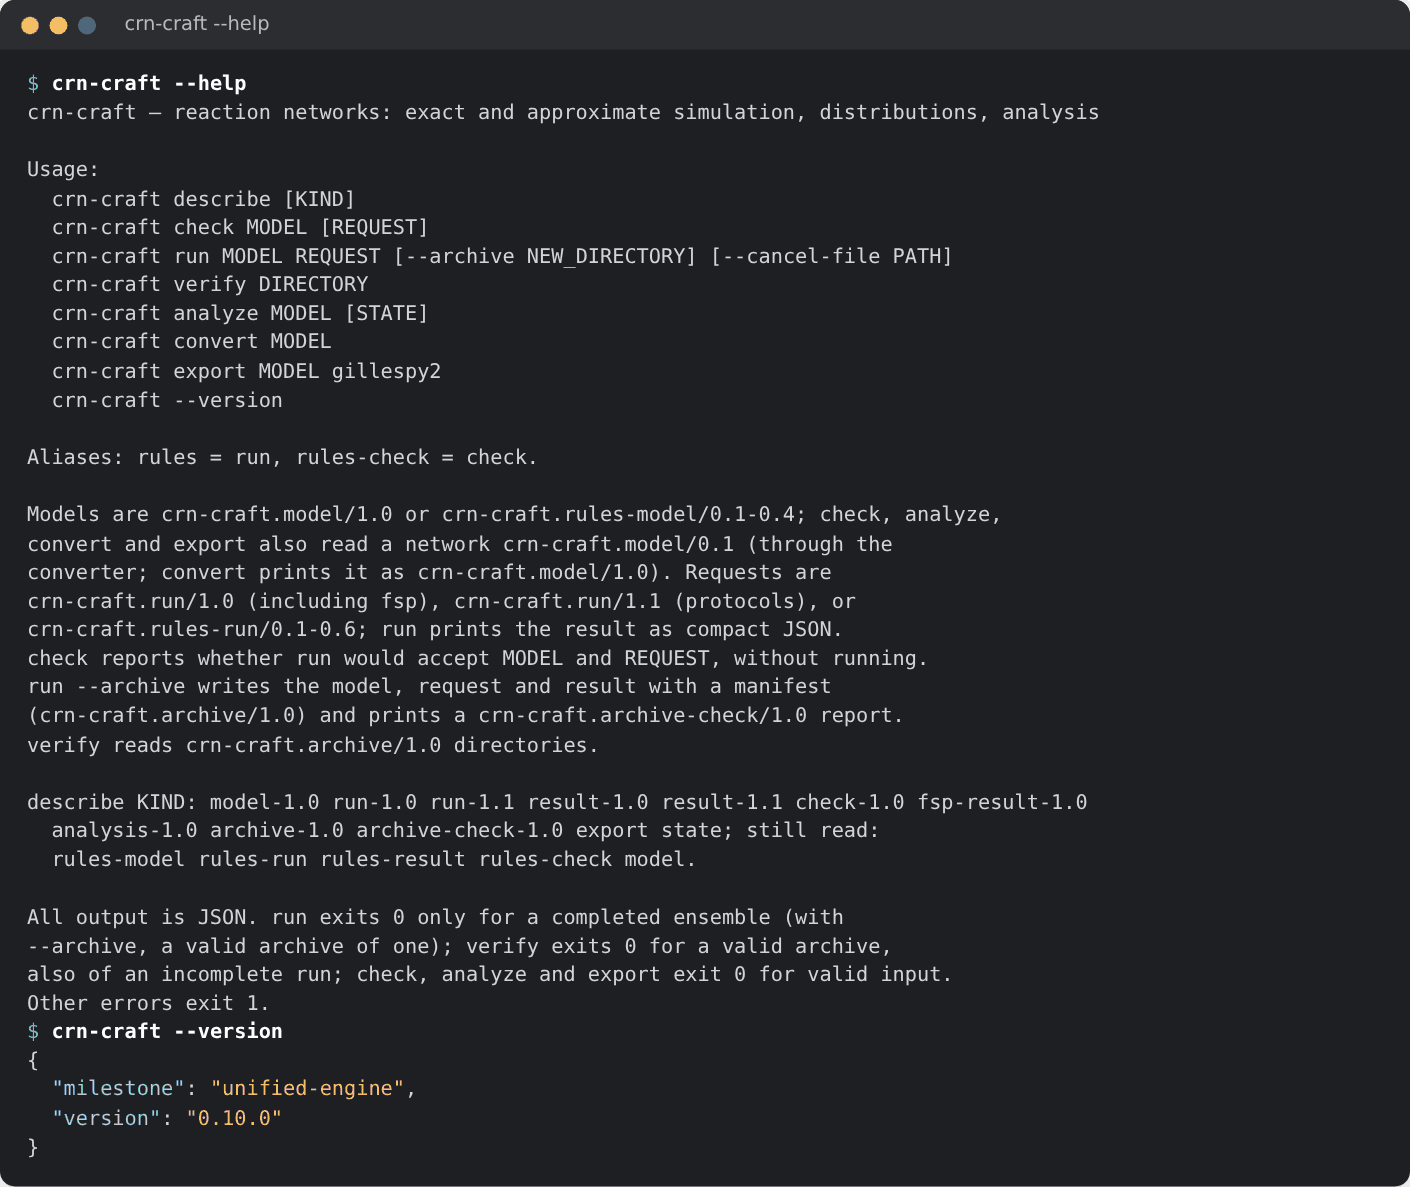 crn-craft --help
$ crn-craft --help
crn-craft — reaction networks: exact and approximate simulation, distributions, analysis
Usage:
  crn-craft describe [KIND]
  crn-craft check MODEL [REQUEST]
  crn-craft run MODEL REQUEST [--archive NEW_DIRECTORY] [--cancel-file PATH]
  crn-craft verify DIRECTORY
  crn-craft analyze MODEL [STATE]
  crn-craft convert MODEL
  crn-craft export MODEL gillespy2
  crn-craft --version
Aliases: rules = run, rules-check = check.
Models are crn-craft.model/1.0 or crn-craft.rules-model/0.1-0.4; check, analyze,
convert and export also read a network crn-craft.model/0.1 (through the
converter; convert prints it as crn-craft.model/1.0). Requests are
crn-craft.run/1.0 (including fsp), crn-craft.run/1.1 (protocols), or
crn-craft.rules-run/0.1-0.6; run prints the result as compact JSON.
check reports whether run would accept MODEL and REQUEST, without running.
run --archive writes the model, request and result with a manifest
(crn-craft.archive/1.0) and prints a crn-craft.archive-check/1.0 report.
verify reads crn-craft.archive/1.0 directories.
describe KIND: model-1.0 run-1.0 run-1.1 result-1.0 result-1.1 check-1.0 fsp-result-1.0
  analysis-1.0 archive-1.0 archive-check-1.0 export state; still read:
  rules-model rules-run rules-result rules-check model.
All output is JSON. run exits 0 only for a completed ensemble (with
--archive, a valid archive of one); verify exits 0 for a valid archive,
also of an incomplete run; check, analyze and export exit 0 for valid input.
Other errors exit 1.
$ crn-craft --version
{
  "milestone": "unified-engine",
  "version": "0.10.0"
}